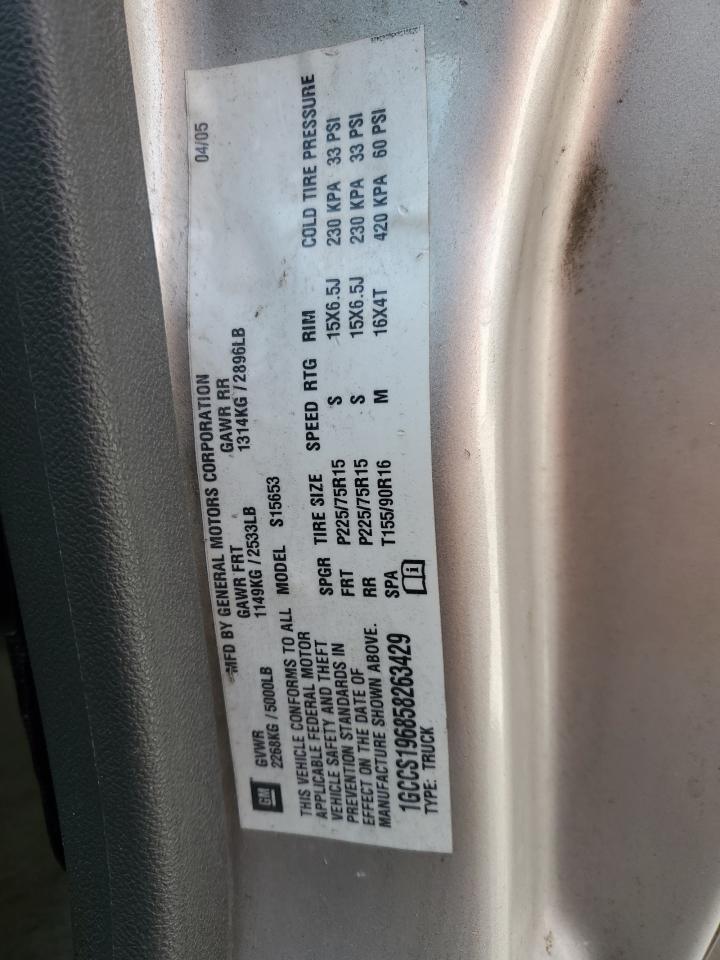 GM
MFD BY GENERAL MOTORS CORPORATION
04/05
GVWR GAWR FRT GAWR RR
2268KG / 5000LB 1149KG / 2533LB 1314KG / 2896LB
THIS VEHICLE CONFORMS TO ALL
APPLICABLE FEDERAL MOTOR
VEHICLE SAFETY AND THEFT
PREVENTION STANDARDS IN
EFFECT ON THE DATE OF
MANUFACTURE SHOWN ABOVE.
MODEL S15653
SPGR TIRE SIZE SPEED RTG RIM COLD TIRE PRESSURE
FRT P225/75R15 S 15X6.5J 230 KPA 33 PSI
RR P225/75R15 S 15X6.5J 230 KPA 33 PSI
SPA T155/90R16 M 16X4T 420 KPA 60 PSI
1GCCS196858263429
TYPE: TRUCK